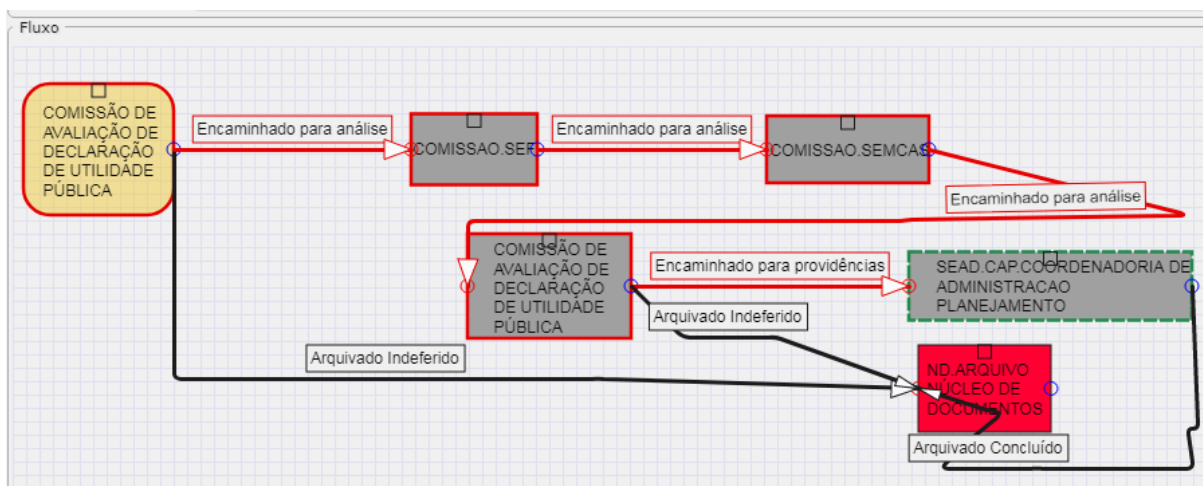 Fluxo
COMISSÃO DE
AVALIAÇÃO DE
DECLARAÇÃO
DE UTILIDADE
PÚBLICA
Encaminhado para análise
Encaminhado para análise
COMISSAO.SEMCAS
Encaminhado para análise
COMISSÃO DE
AVALIAÇÃO DE
DECLARAÇÃO
DE UTILIDADE
PÚBLICA
Encaminhado para providências
SEAD.CAP.COORDENADORIA DE
ADMINISTRACAO
PLANEJAMENTO
Arquivado Indeferido
Arquivado Indeferido
ND.ARQUIVO
NÚCLEO DE
DOCUMENTOS
Arquivado Concluído